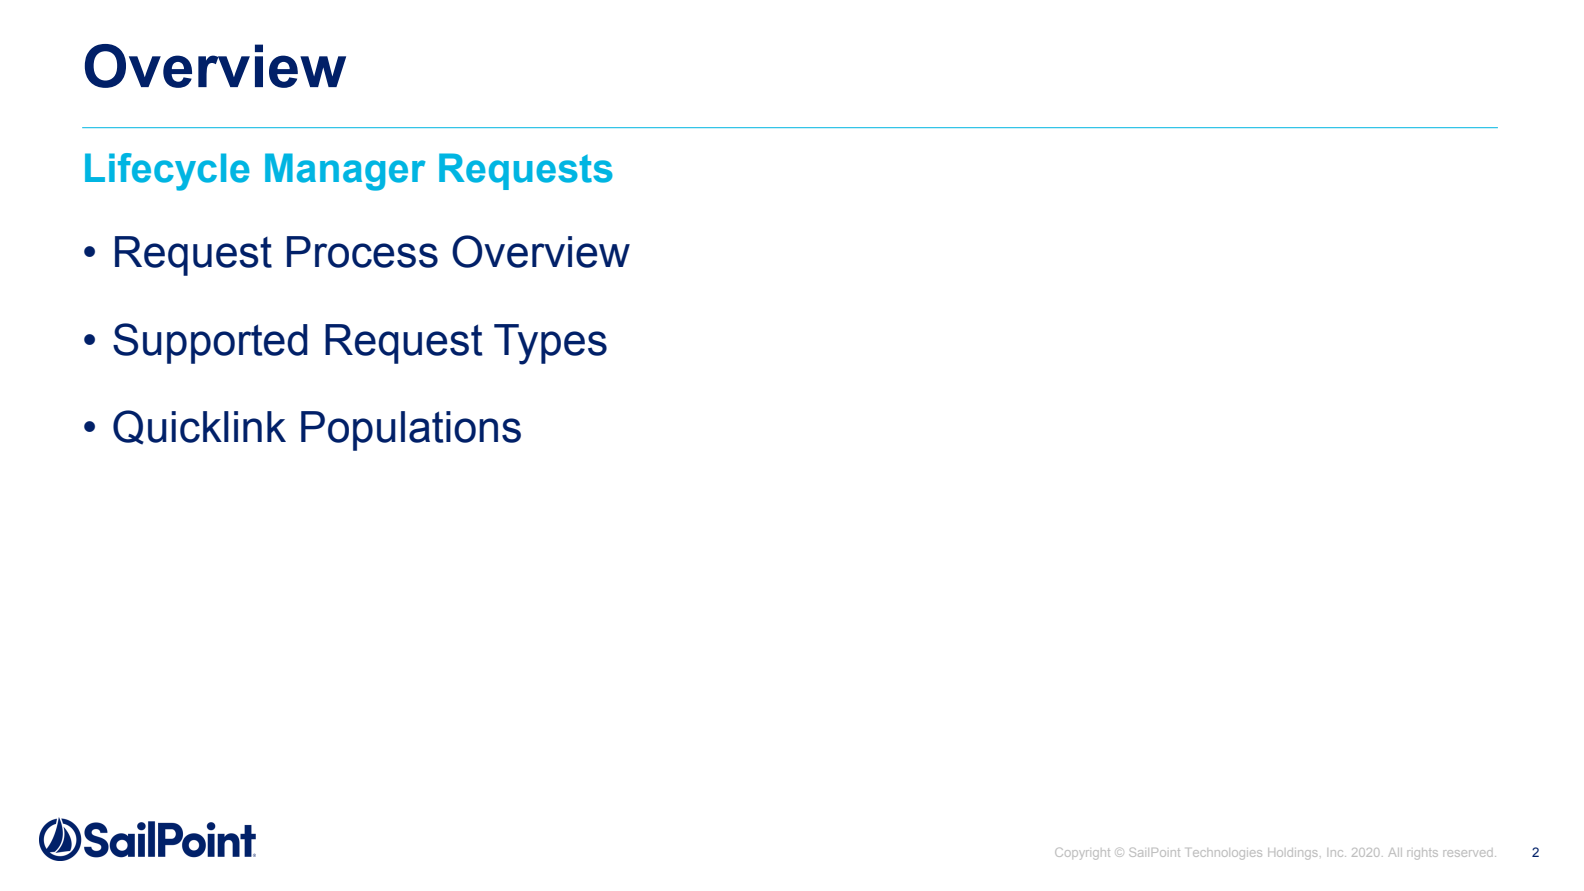 Overview
Lifecycle Manager Requests
• Request Process Overview
• Supported Request Types
• Quicklink Populations
SailPoint
Copyright © SailPoint Technologies Holdings, Inc. 2020. All rights reserved. 2